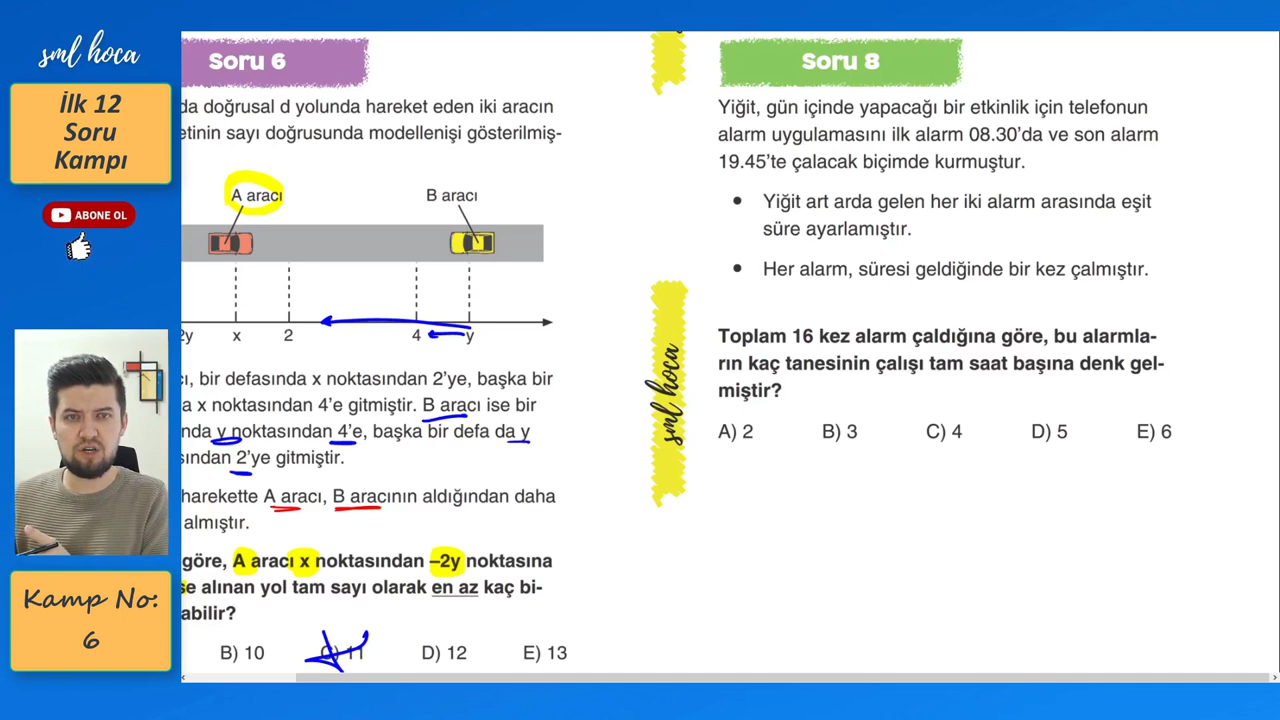 sml hoca
İlk 12
Soru
Kampı
ABONE OL
Kamp No:
6
Soru 6
da doğrusal d yolunda hareket eden iki aracın
etinin sayı doğrusunda modellenişi gösterilmiş-
A aracı
B aracı
2y x 2 4 y
cı, bir defasında x noktasından 2'ye, başka bir
a x noktasından 4'e gitmiştir. B aracı ise bir
nda y noktasından 4'e, başka bir defa da y
sından 2'ye gitmiştir.
harekette A aracı, B aracının aldığından daha
almıştır.
göre, A aracı x noktasından –2y noktasına
se alınan yol tam sayı olarak en az kaç bi-
abilir?
B) 10 C) 11 D) 12 E) 13
sml hoca
Soru 8
Yiğit, gün içinde yapacağı bir etkinlik için telefonun
alarm uygulamasını ilk alarm 08.30'da ve son alarm
19.45'te çalacak biçimde kurmuştur.
• Yiğit art arda gelen her iki alarm arasında eşit
süre ayarlamıştır.
• Her alarm, süresi geldiğinde bir kez çalmıştır.
Toplam 16 kez alarm çaldığına göre, bu alarmla-
rın kaç tanesinin çalışı tam saat başına denk gel-
miştir?
A) 2 B) 3 C) 4 D) 5 E) 6